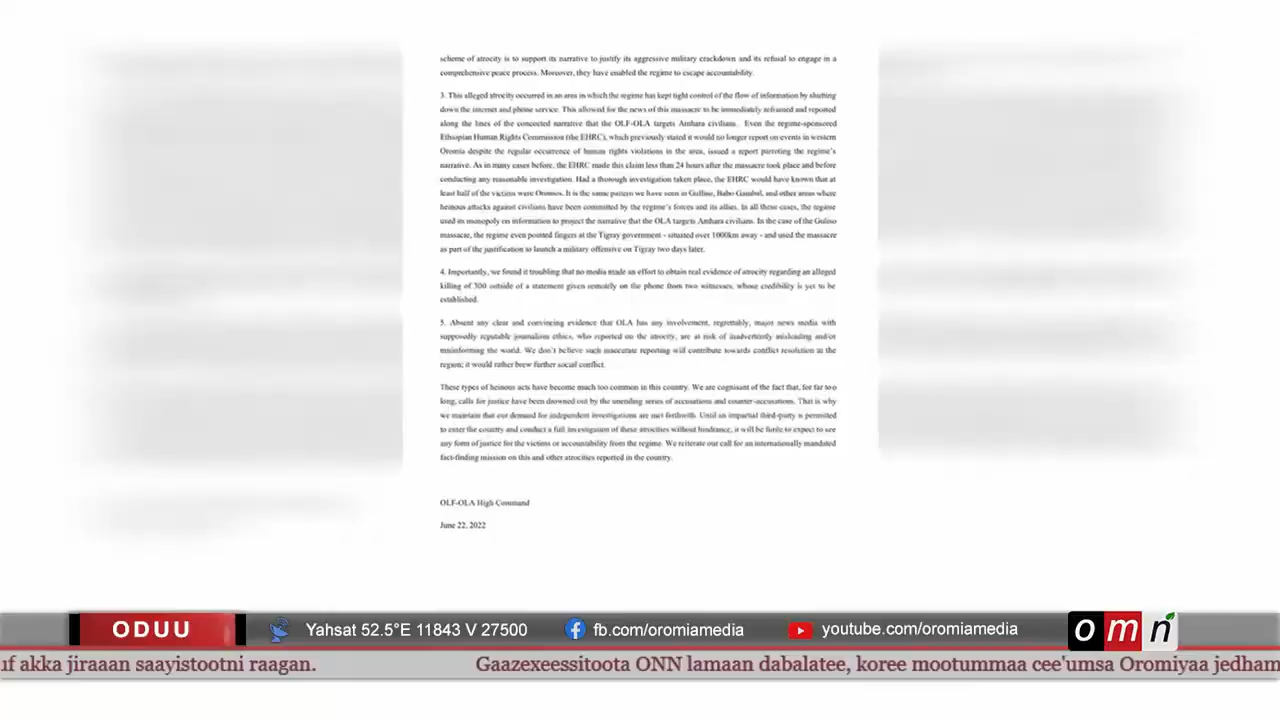 scheme of atrocity is to support its narrative to justify its aggressive military crackdown and its refusal to engage in a
comprehensive peace process. Moreover, they have enabled the regime to escape accountability.
3. This alleged atrocity occurred in an area in which the regime has kept tight control of the flow of information by shutting
down the internet and phone service. This allowed for the news of this massacre to be immediately reframed and reported
along the lines of the concocted narrative that the OLF-OLA targets Amhara civilians. Even the regime-sponsored
Ethiopian Human Rights Commission (the EHRC), which previously stated it would no longer report on events in western
Oromia despite the regular occurrence of human rights violations in the area, issued a report parroting the regime's
narrative. As in many cases before, the EHRC made this claim less than 24 hours after the massacre took place and before
conducting any reasonable investigation. Had a thorough investigation taken place, the EHRC would have known that at
least half of the victims were Oromos. It is the same pattern we have seen in Guliso, Babo Gambel, and other areas where
heinous attacks against civilians have been committed by the regime's forces and its allies. In all these cases, the regime
used its monopoly on information to project the narrative that the OLA targets Amhara civilians. In the case of the Guliso
massacre, the regime even pointed fingers at the Tigray government - situated over 1000km away - and used the massacre
as part of the justification to launch a military offensive on Tigray two days later.
4. Importantly, we found it troubling that no media made an effort to obtain real evidence of atrocity regarding an alleged
killing of 300 outside of a statement given remotely on the phone from two witnesses, whose credibility is yet to be
established.
5. Absent any clear and convincing evidence that OLA has any involvement, regrettably, major news media with
supposedly reputable journalism ethics, who reported on the atrocity, are at risk of inadvertently misleading and/or
misinforming the world. We don't believe such inaccurate reporting will contribute towards conflict resolution in the
region; it would rather brew further social conflict.
These types of heinous acts have become much too common in this country. We are cognisant of the fact that, for far too
long, calls for justice have been drowned out by the unending series of accusations and counter-accusations. That is why
we maintain that our demand for independent investigations are met forthwith. Until an impartial third-party is permitted
to enter the country and conduct a full investigation of these atrocities without hindrance, it will be futile to expect to see
any form of justice for the victims or accountability from the regime. We reiterate our call for an internationally mandated
fact-finding mission on this and other atrocities reported in the country.
OLF-OLA High Command
June 22, 2022
ODUU Yahsat 52.5°E 11843 V 27500 fb.com/oromiamedia youtube.com/oromiamedia omn
ıf akka jiraaan saayistootni raagan. Gaazexeessitoota ONN lamaan dabalatee, koree mootummaa cee'umsa Oromiyaa jedham